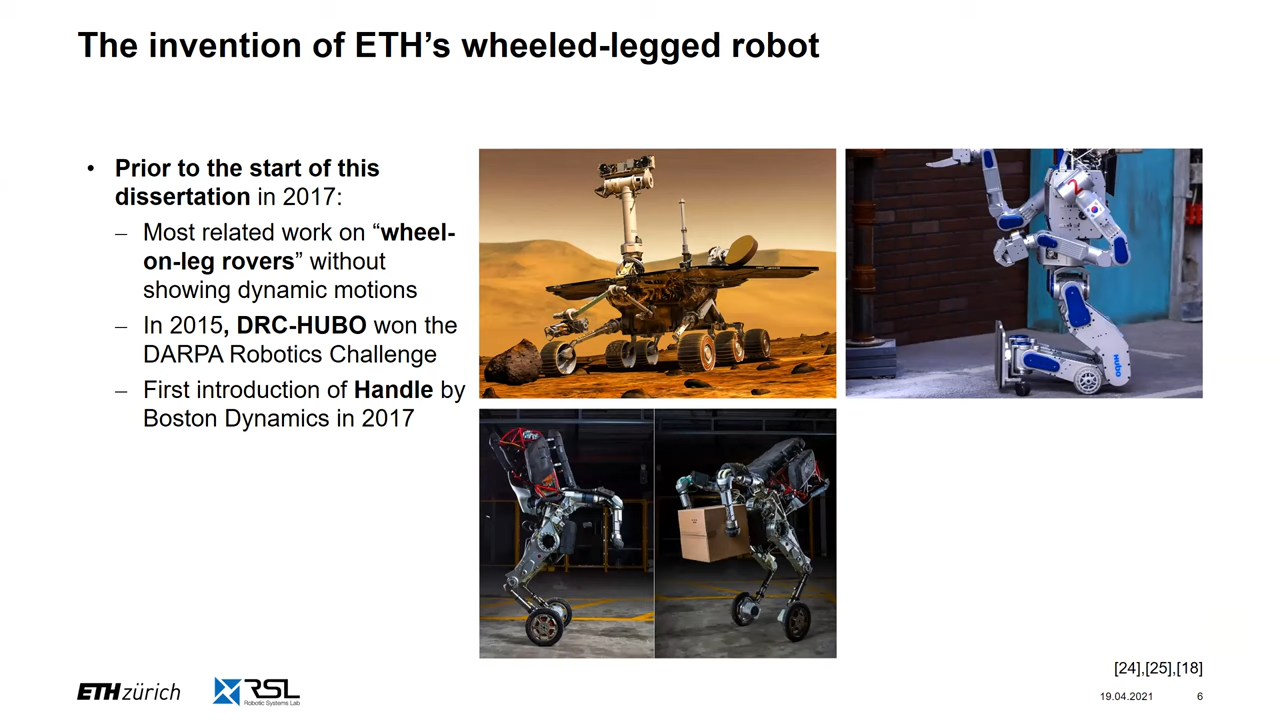 The invention of ETH’s wheeled-legged robot
• Prior to the start of this
dissertation in 2017:
– Most related work on “wheel-
on-leg rovers” without
showing dynamic motions
– In 2015, DRC-HUBO won the
DARPA Robotics Challenge
– First introduction of Handle by
Boston Dynamics in 2017
2
HUBO
[24],[25],[18]
ETH zürich
RSL
Robotic Systems Lab
19.04.2021
6